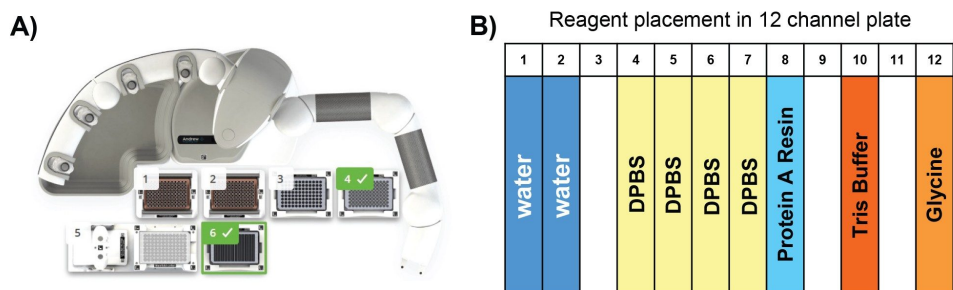 A)
Andrew
1
2
3
4 ✓
5
6 ✓
B)
Reagent placement in 12 channel plate
1 2 3 4 5 6 7 8 9 10 11 12
water
water
DPBS
DPBS
DPBS
DPBS
Protein A Resin
Tris Buffer
Glycine